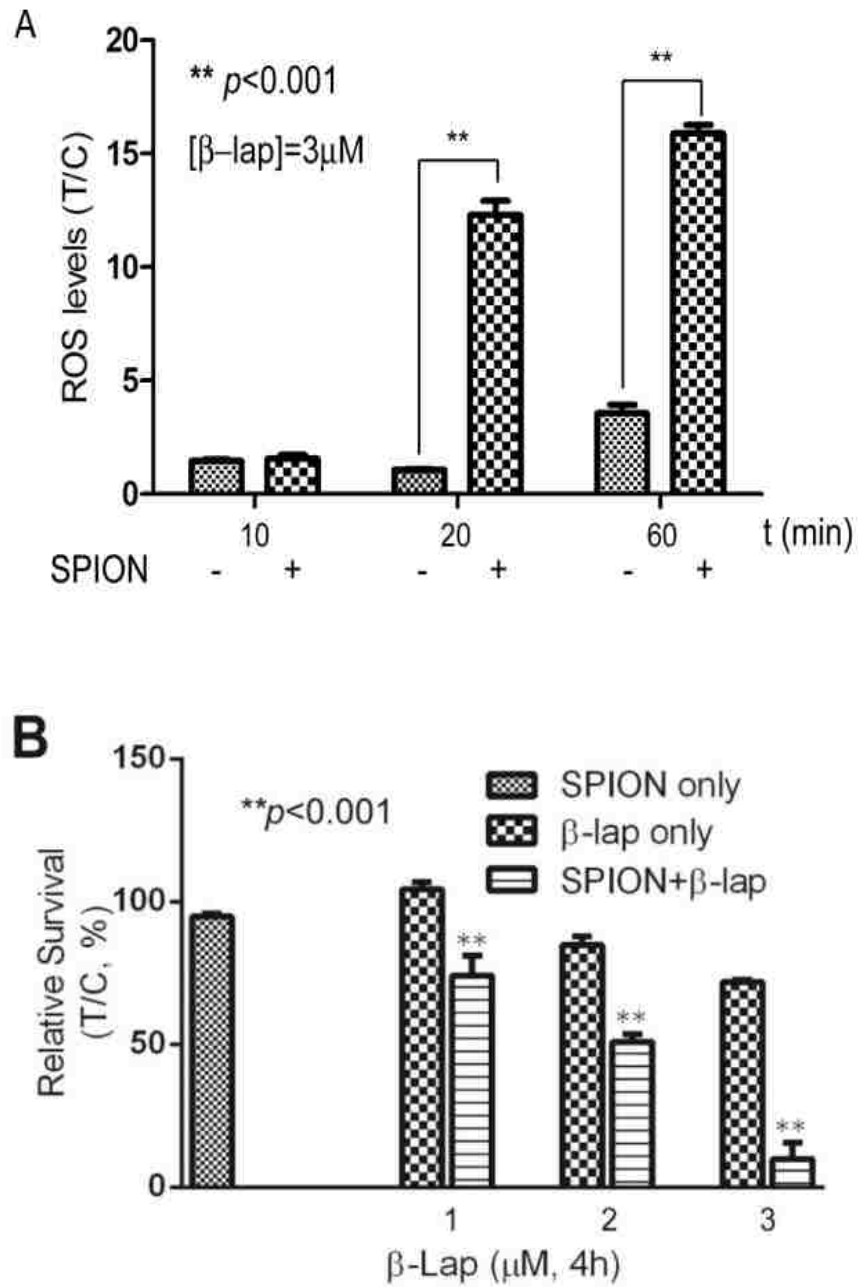 A
20
** p<0.001
**
[β–lap]=3μM
15
**
10
5
0
ROS levels (T/C)
10 20 60 t (min)
SPION - + - + - +
B
150
**p<0.001
SPION only
β-lap only
SPION+β-lap
100
**
**
50
**
0
Relative Survival
(T/C, %)
1 2 3
β-Lap (μM, 4h)